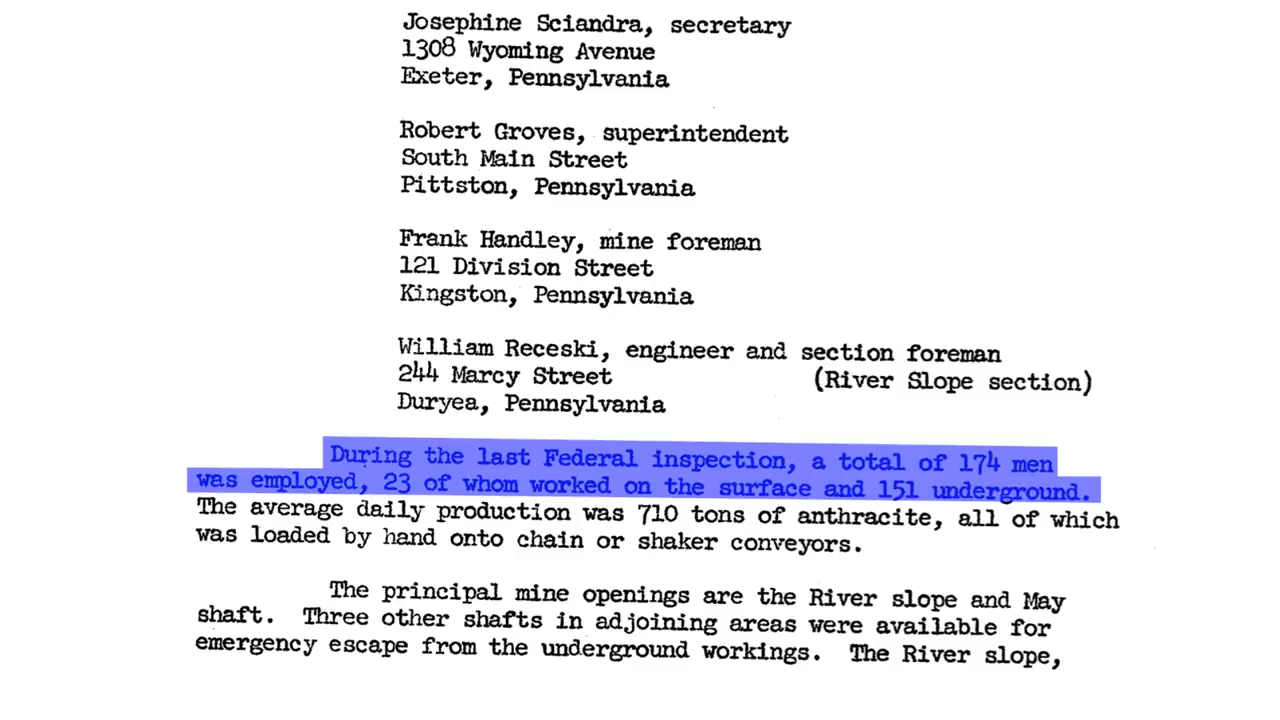 Josephine Sciandra, secretary
1308 Wyoming Avenue
Exeter, Pennsylvania
Robert Groves, superintendent
South Main Street
Pittston, Pennsylvania
Frank Handley, mine foreman
121 Division Street
Kingston, Pennsylvania
William Receski, engineer and section foreman
244 Marcy Street (River Slope section)
Duryea, Pennsylvania
During the last Federal inspection, a total of 174 men
was employed, 23 of whom worked on the surface and 151 underground.
The average daily production was 710 tons of anthracite, all of which
was loaded by hand onto chain or shaker conveyors.
The principal mine openings are the River slope and May
shaft. Three other shafts in adjoining areas were available for
emergency escape from the underground workings. The River slope,